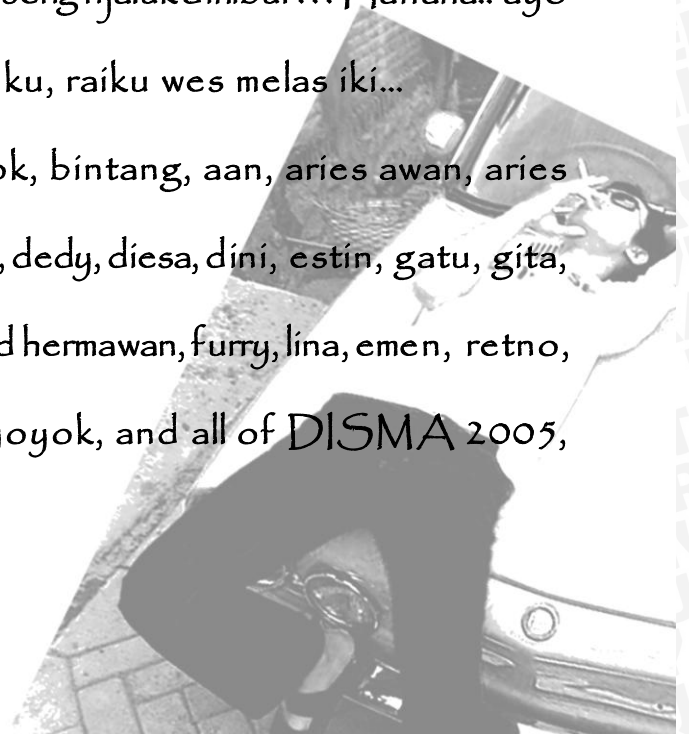 ku, raiku wes melas iki...
bintang, aan, aries awan, aries
dedy, diesa, dini, estin, gatu, gita,
hermawan, furry, lina, emen, retno,
and all of DISMA 2005,